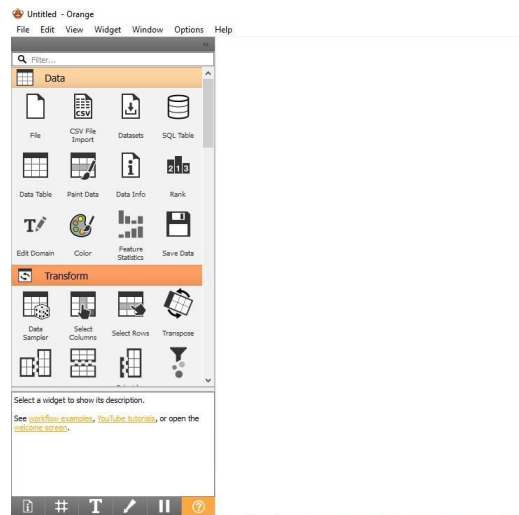 Untitled - Orange
File Edit View Widget Window Options Help
Filter...
Data
File
CSV
CSV File Import
Datasets
SQL Table
Data Table
Paint Data
Data Info
2 1 3
Rank
Edit Domain
Color
Feature Statistics
Save Data
Transform
Data Sampler
Select Columns
Select Rows
Transpose
Select a widget to show its description.
See workflow examples, YouTube tutorials, or open the
welcome screen.
T